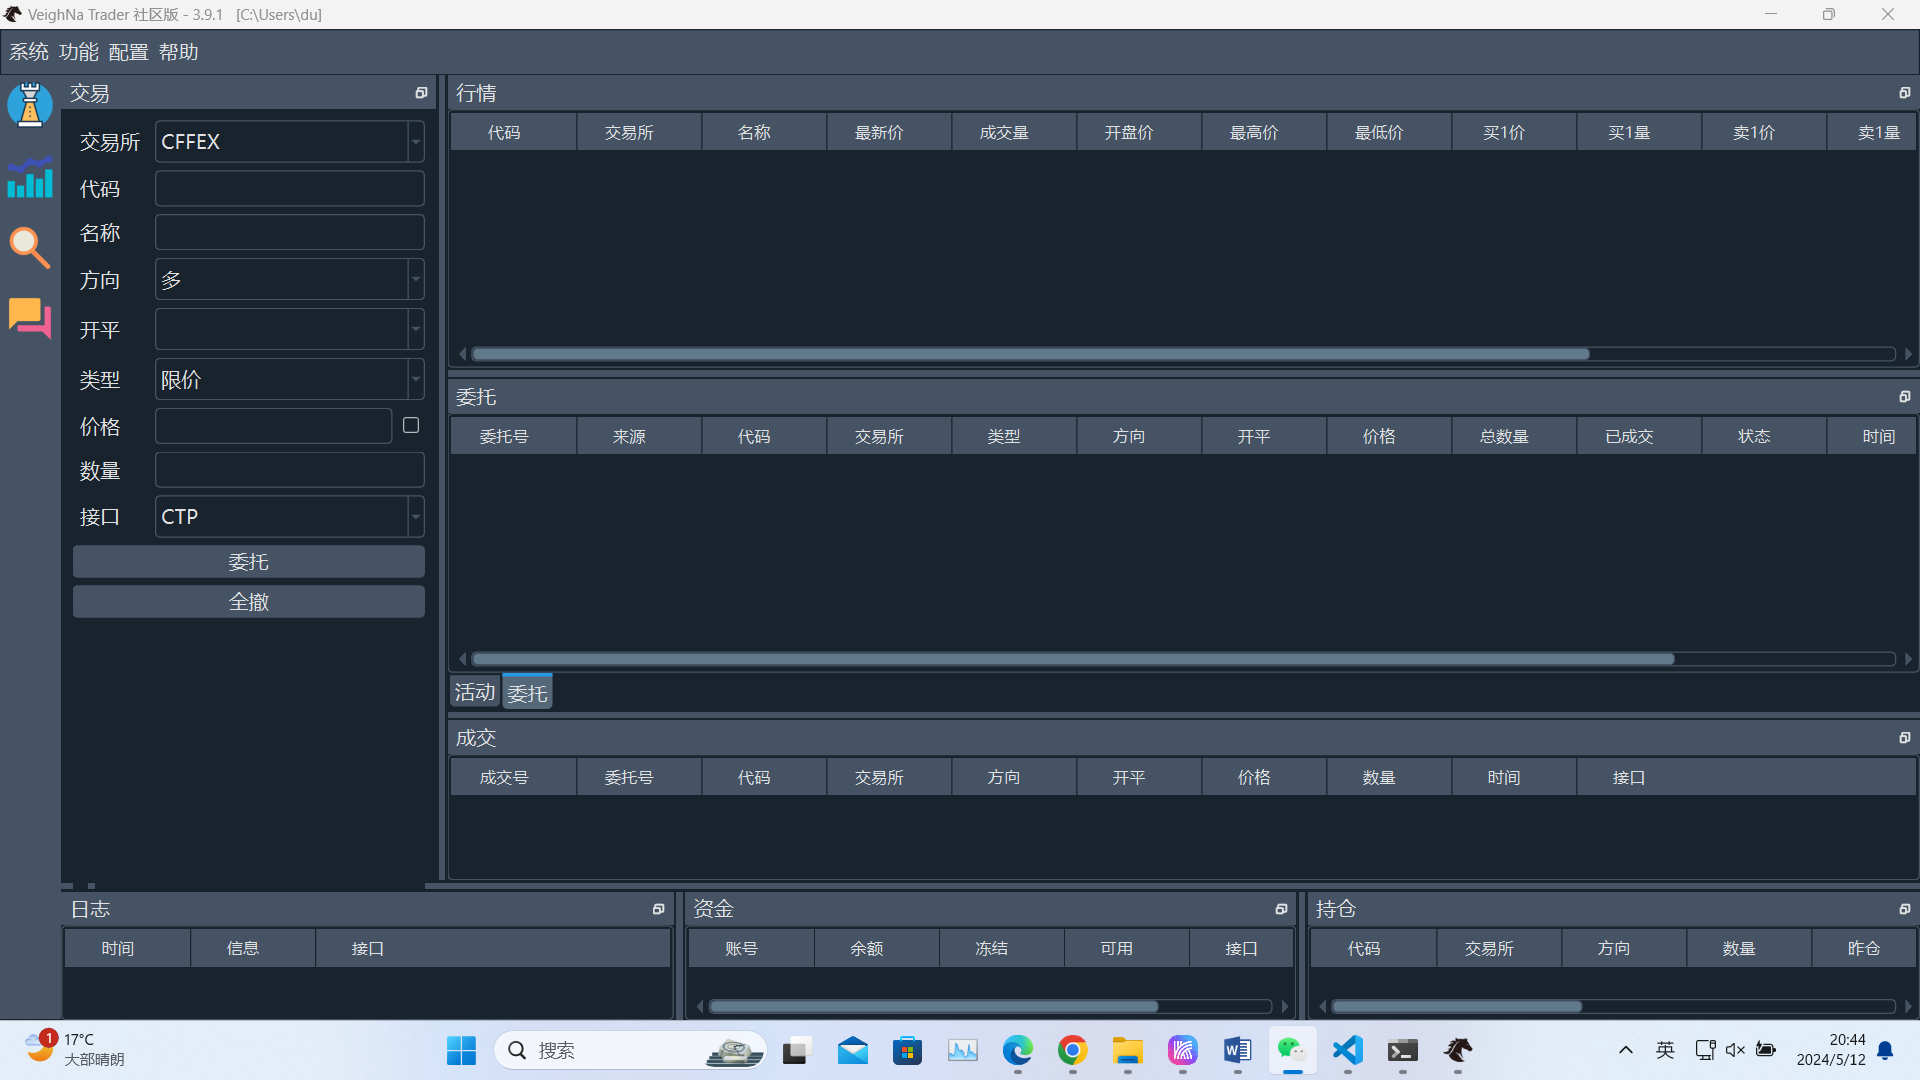 VeighNa Trader 社区版 - 3.9.1   [C:\Users\du]
系统 功能 配置 帮助
交易
交易所 CFFEX
代码
名称
方向 多
开平
类型 限价
价格
数量
接口 CTP
委托
全撤
行情
代码 交易所 名称 最新价 成交量 开盘价 最高价 最低价 买1价 买1量 卖1价 卖1量
委托
委托号 来源 代码 交易所 类型 方向 开平 价格 总数量 已成交 状态 时间
活动 委托
成交
成交号 委托号 代码 交易所 方向 开平 价格 数量 时间 接口
日志
时间 信息 接口
资金
账号 余额 冻结 可用 接口
持仓
代码 交易所 方向 数量 昨仓
1
17°C
大部晴朗
搜索
W
英
20:44
2024/5/12